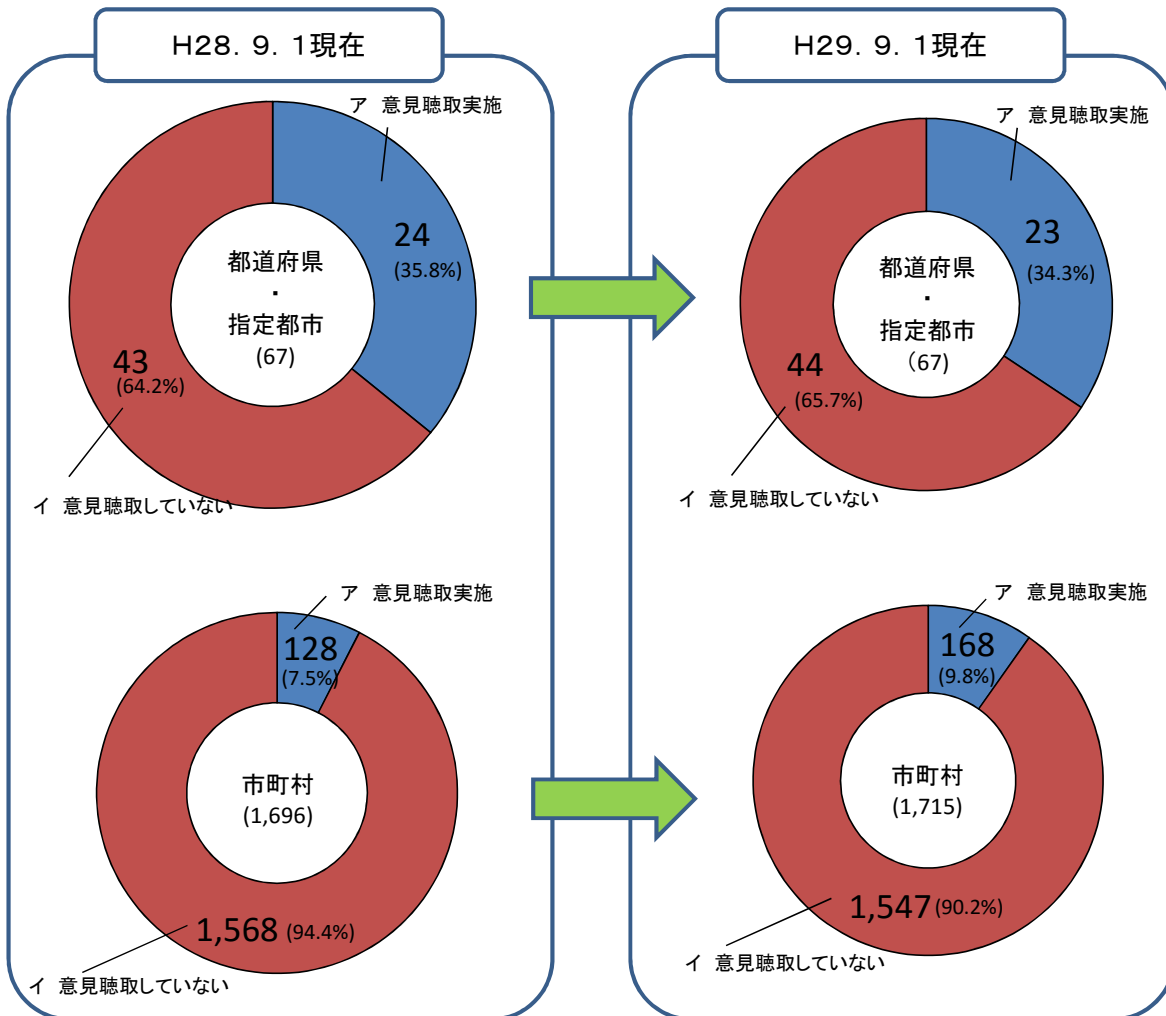 H28．9．1現在
ア 意見聴取実施
24
(35.8%)
都道府県
・
指定都市
(67)
43
(64.2%)
イ 意見聴取していない
ア 意見聴取実施
128
(7.5%)
市町村
(1,696)
1,568 (94.4%)
イ 意見聴取していない
H29．9．1現在
ア 意見聴取実施
23
(34.3%)
都道府県
・
指定都市
（67)
44
(65.7%)
イ 意見聴取していない
ア 意見聴取実施
168
(9.8%)
市町村
(1,715)
1,547 (90.2%)
イ 意見聴取していない